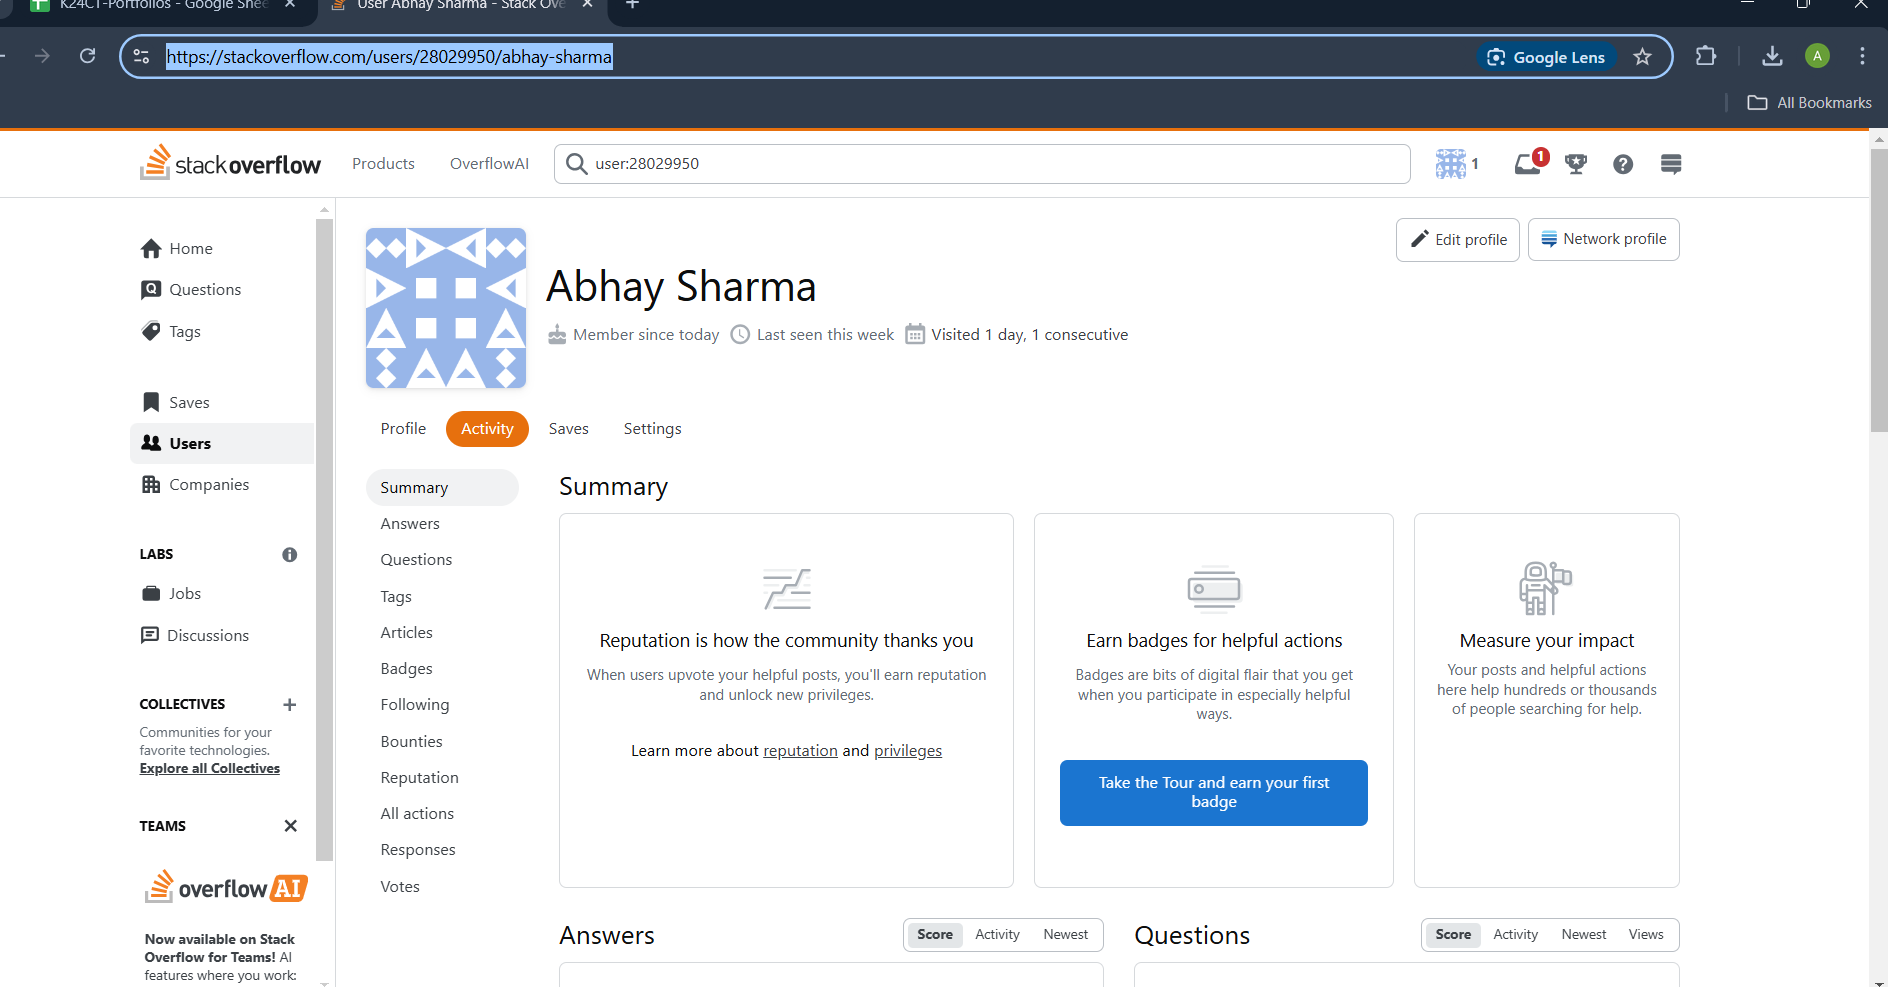 K24CT-Portfolios - Google Shee
User Abhay Sharma - Stack Ove
https://stackoverflow.com/users/28029950/abhay-sharma
Google Lens
A
All Bookmarks
stackoverflow
Products
OverflowAI
user:28029950
1
1
Home
Questions
Tags
Saves
Users
Companies
LABS
Jobs
Discussions
COLLECTIVES
Communities for your
favorite technologies.
Explore all Collectives
TEAMS
overflowAI
Now available on Stack
Overflow for Teams! AI
features where you work:
Edit profile
Network profile
Abhay Sharma
Member since today
Last seen this week
Visited 1 day, 1 consecutive
Profile
Activity
Saves
Settings
Summary
Answers
Questions
Tags
Articles
Badges
Following
Bounties
Reputation
All actions
Responses
Votes
Summary
Reputation is how the community thanks you
When users upvote your helpful posts, you'll earn reputation
and unlock new privileges.
Learn more about reputation and privileges
Earn badges for helpful actions
Badges are bits of digital flair that you get
when you participate in especially helpful
ways.
Take the Tour and earn your first
badge
Measure your impact
Your posts and helpful actions
here help hundreds or thousands
of people searching for help.
Answers
Score
Activity
Newest
Questions
Score
Activity
Newest
Views